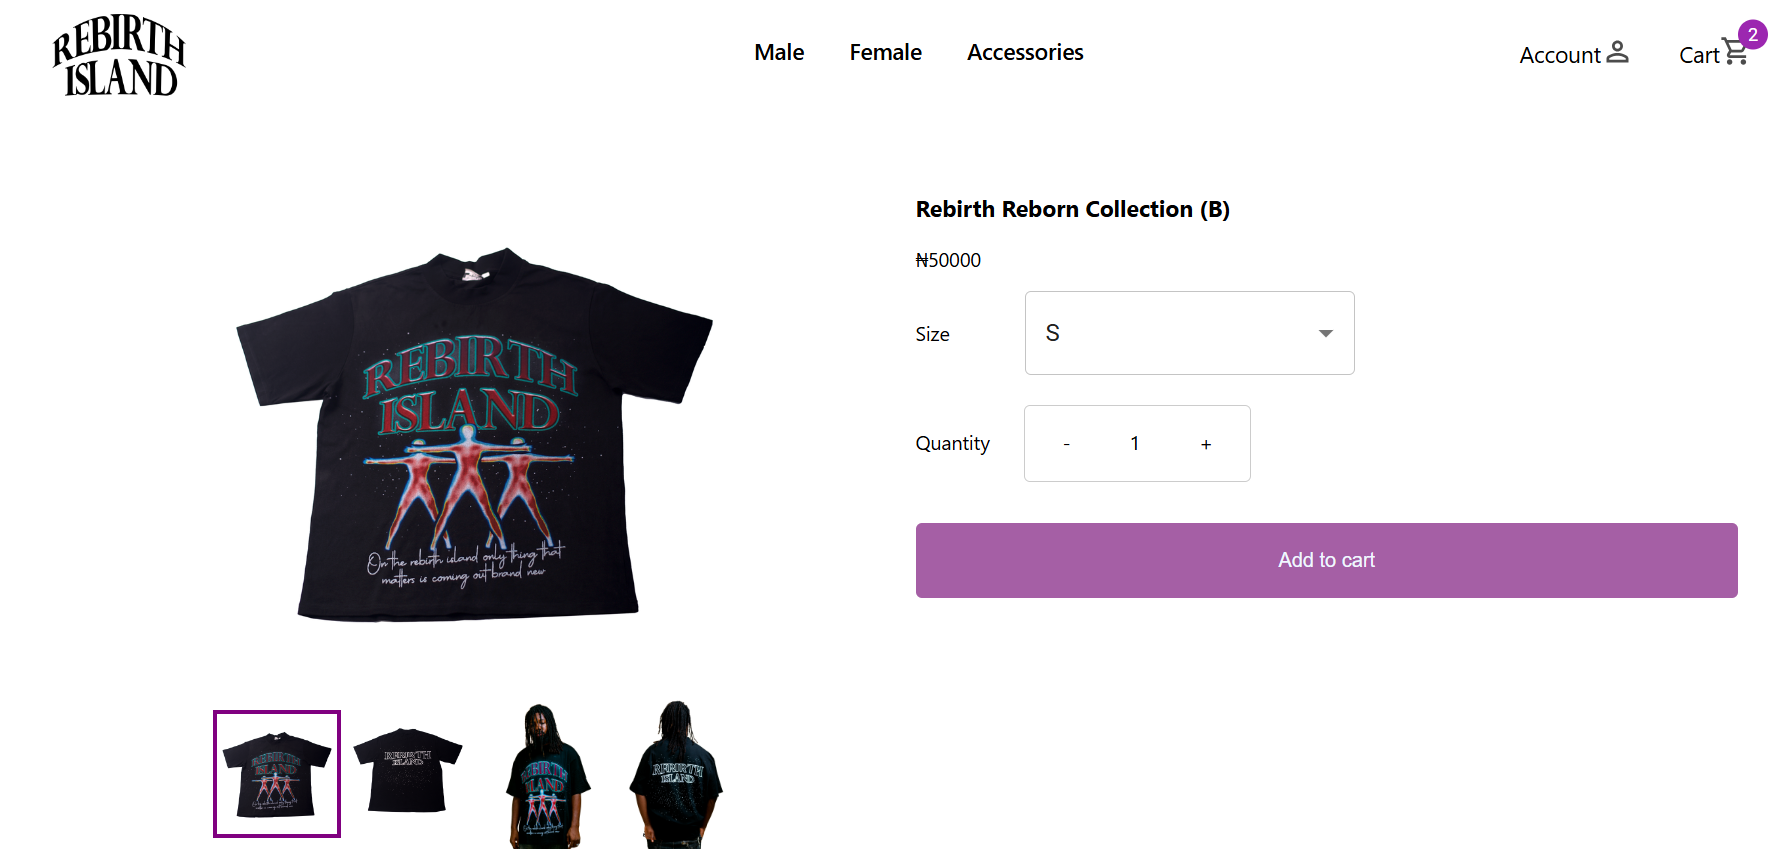 REBIRTH
ISLAND
Male Female Accessories
Account Cart 2
Rebirth Reborn Collection (B)
₦50000
Size S
Quantity - 1 +
Add to cart
REBIRTH
ISLAND
On the rebirth island only thing that
matters is coming out brand new
REBIRTH
ISLAND
REBIRTH
ISLAND
REBIRTH
ISLAND
REBIRTH
ISLAND